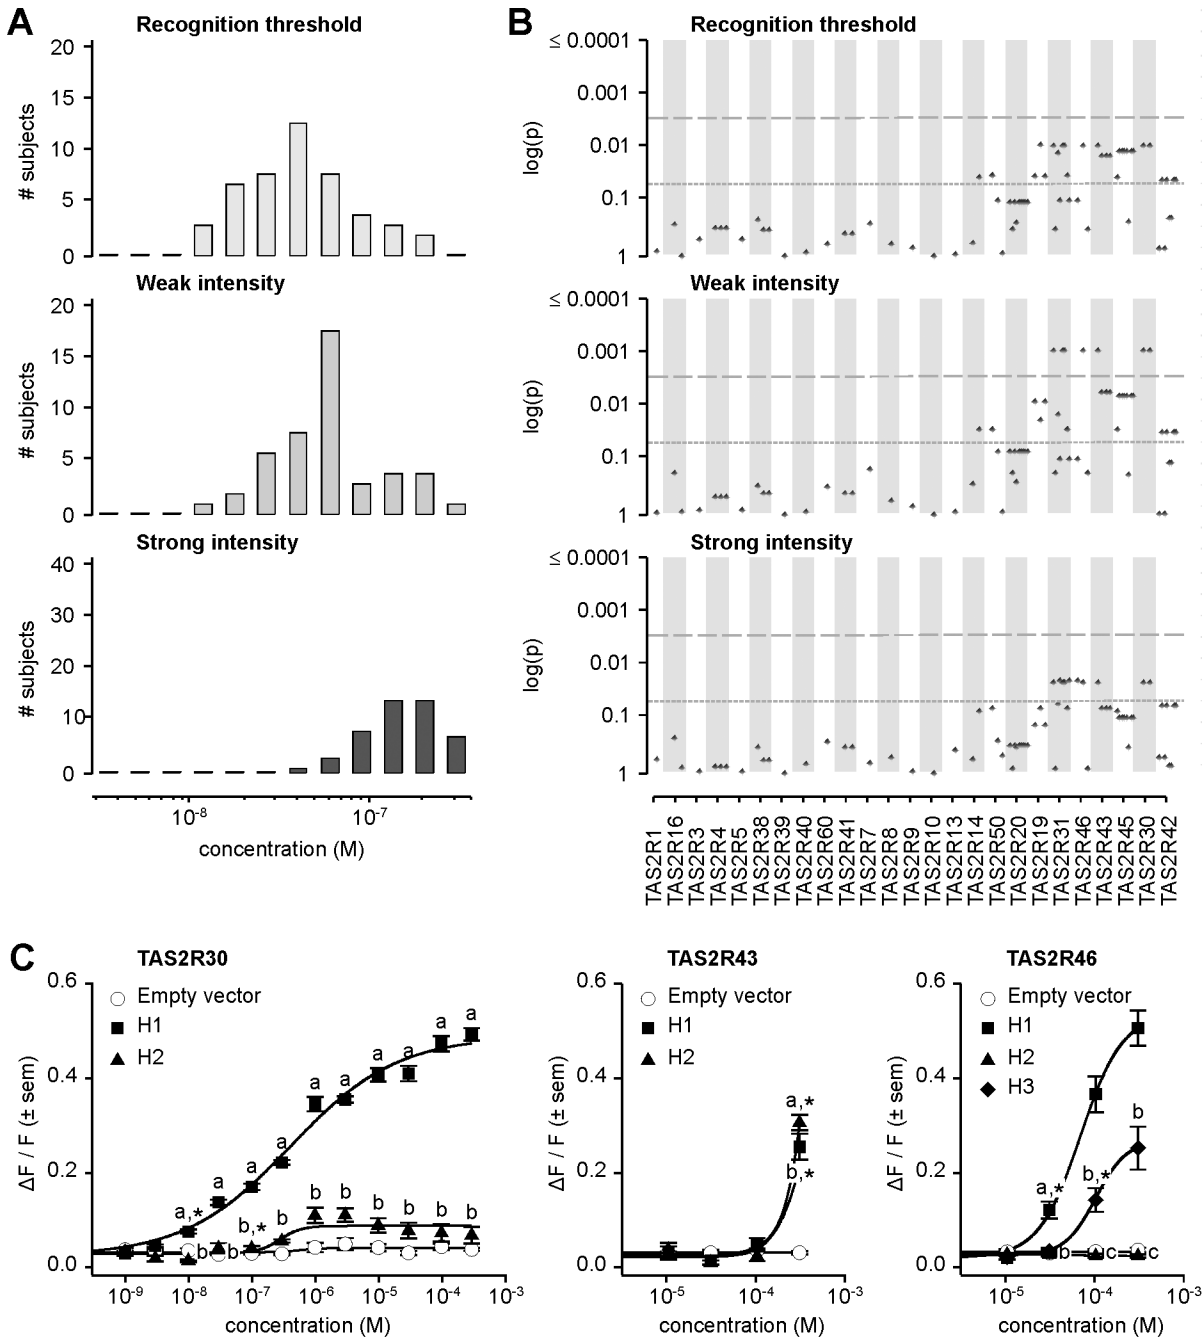 A
Recognition threshold
20
15
10
5
0
# subjects
Weak intensity
20
15
10
5
0
# subjects
Strong intensity
40
30
20
10
0
# subjects
10-8
10-7
concentration (M)
B
Recognition threshold
≤ 0.0001
0.001
0.01
0.1
1
log(p)
Weak intensity
≤ 0.0001
0.001
0.01
0.1
1
log(p)
Strong intensity
≤ 0.0001
0.001
0.01
0.1
1
log(p)
TAS2R1
TAS2R16
TAS2R3
TAS2R4
TAS2R5
TAS2R38
TAS2R39
TAS2R40
TAS2R60
TAS2R41
TAS2R7
TAS2R8
TAS2R9
TAS2R10
TAS2R13
TAS2R14
TAS2R50
TAS2R20
TAS2R19
TAS2R31
TAS2R46
TAS2R43
TAS2R45
TAS2R30
TAS2R42
C
TAS2R30
0.6
0.4
0.2
0.0
ΔF / F (± sem)
Empty vector
H1
H2
a,*
a
a
a
a
a
a
a
a
a
b
b
b,*
b
b
b
b
b
b
b
10-9
10-8
10-7
10-6
10-5
10-4
10-3
concentration (M)
TAS2R43
0.6
0.4
0.2
0.0
ΔF / F (± sem)
Empty vector
H1
H2
a,*
b,*
10-5
10-4
10-3
concentration (M)
TAS2R46
0.6
0.4
0.2
0.0
ΔF / F (± sem)
Empty vector
H1
H2
H3
b
a,*
b,*
b
c
c
10-5
10-4
10-3
concentration (M)